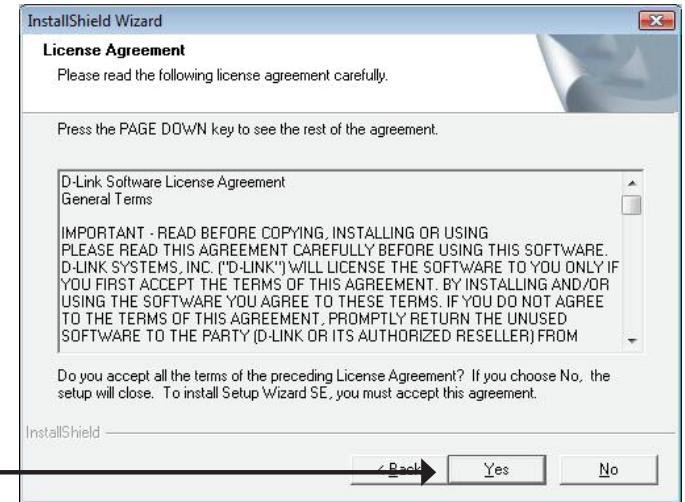 InstallShield Wizard
License Agreement
Please read the following license agreement carefully.
Press the PAGE DOWN key to see the rest of the agreement.
D-Link Software License Agreement
General Terms
IMPORTANT - READ BEFORE COPYING, INSTALLING OR USING
PLEASE READ THIS AGREEMENT CAREFULLY BEFORE USING THIS SOFTWARE.
D-LINK SYSTEMS, INC. ("D-LINK") WILL LICENSE THE SOFTWARE TO YOU ONLY IF
YOU FIRST ACCEPT THE TERMS OF THIS AGREEMENT. BY INSTALLING AND/OR
USING THE SOFTWARE YOU AGREE TO THESE TERMS. IF YOU DO NOT AGREE
TO THE TERMS OF THIS AGREEMENT, PROMPTLY RETURN THE UNUSED
SOFTWARE TO THE PARTY (D-LINK OR ITS AUTHORIZED RESELLER) FROM
Do you accept all the terms of the preceding License Agreement? If you choose No, the
setup will close. To install Setup Wizard SE, you must accept this agreement.
InstallShield
< Back Yes No